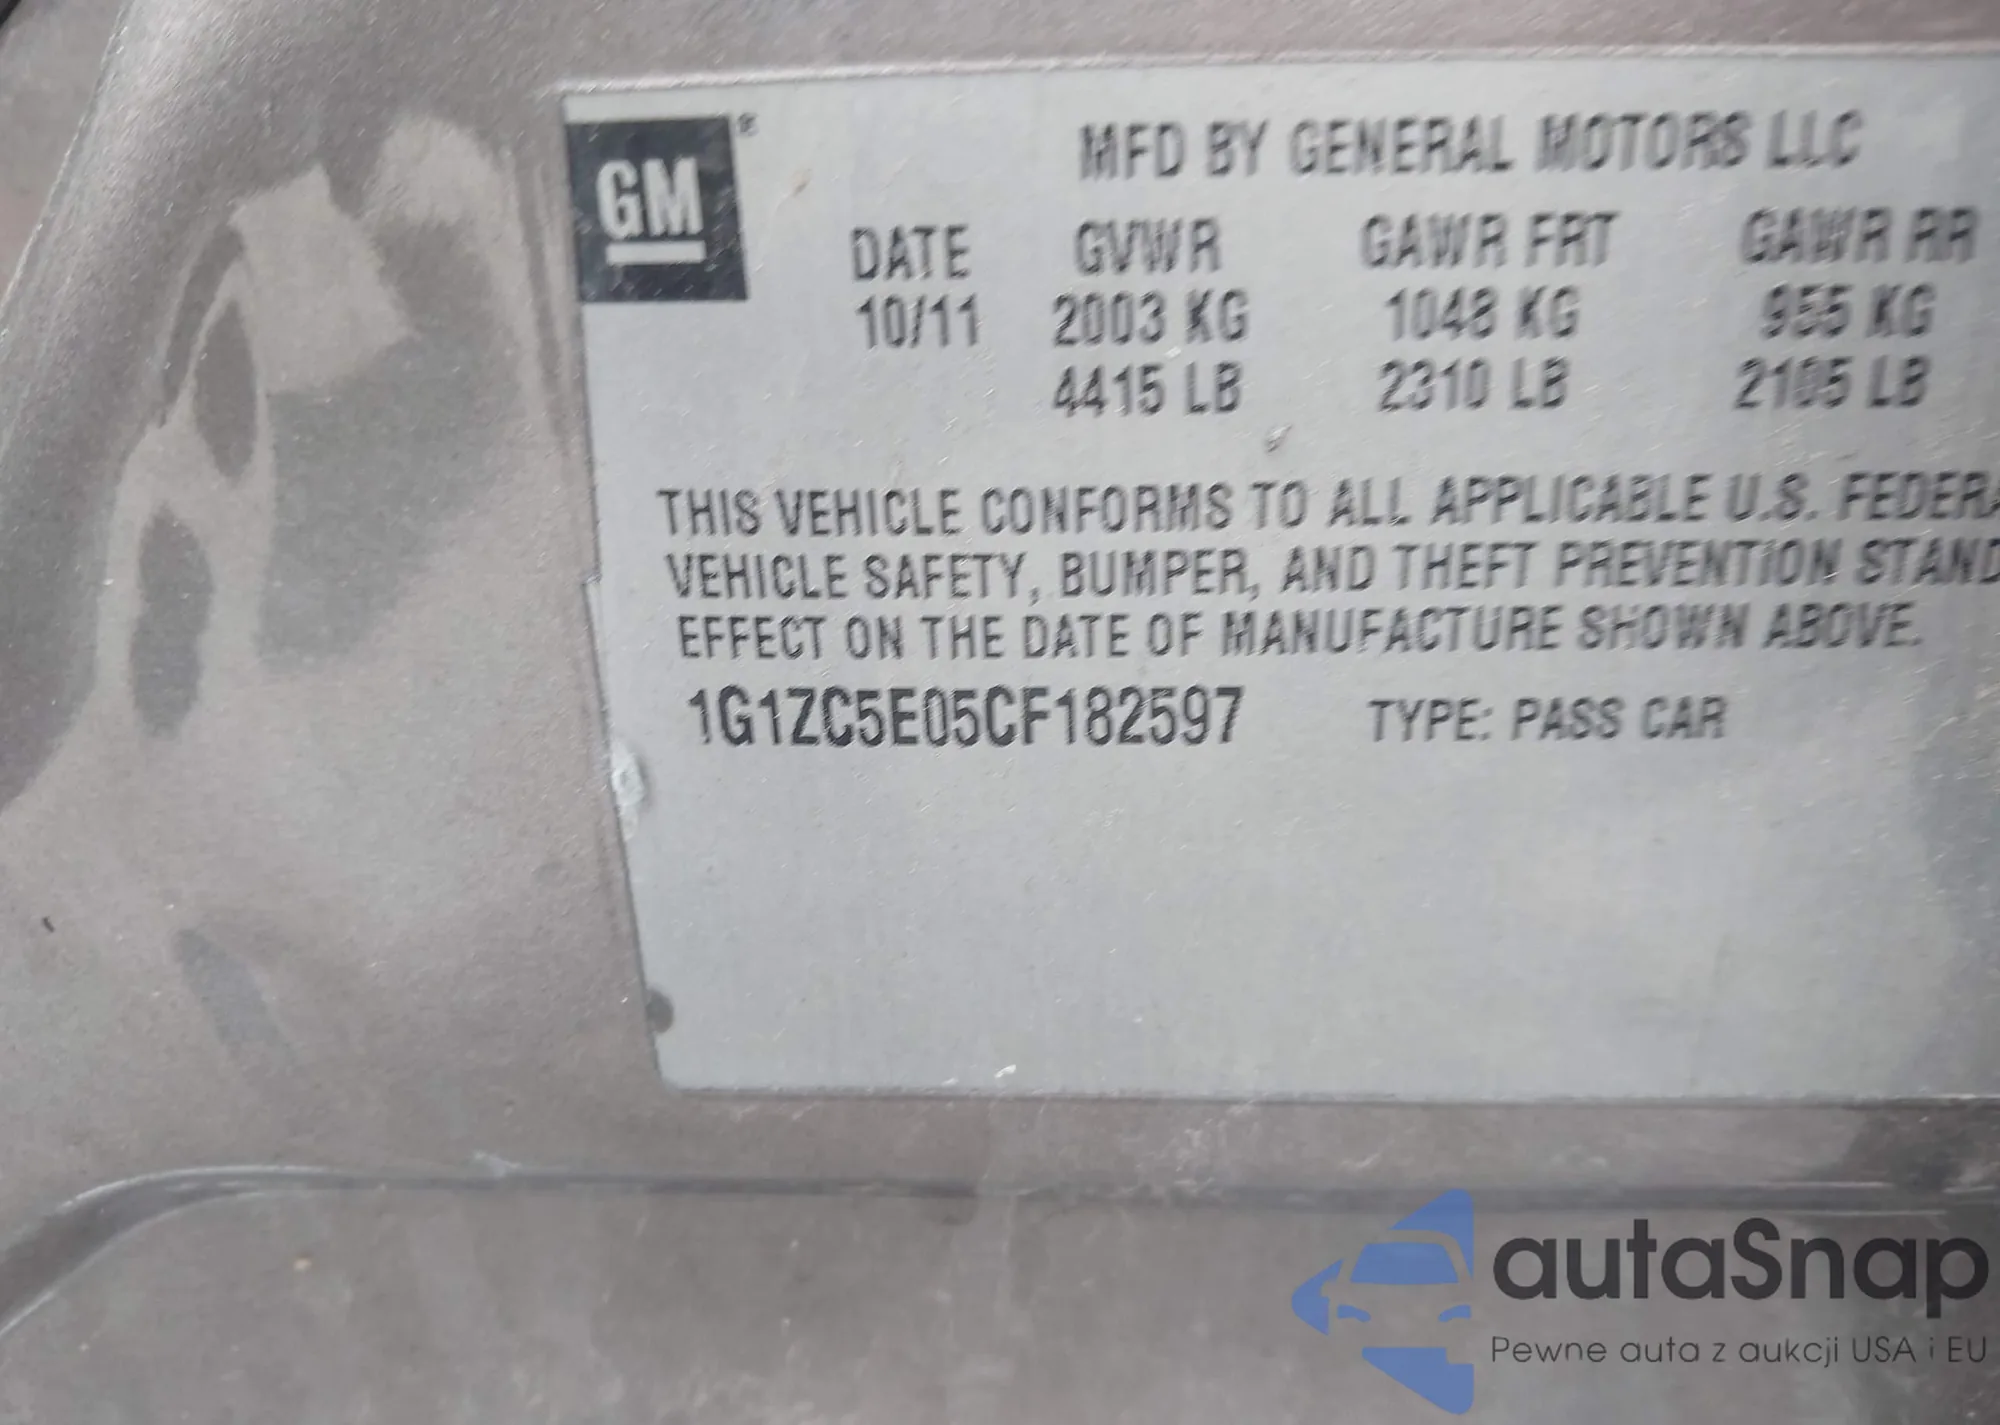 GM ®
MFD BY GENERAL MOTORS LLC
DATE GVWR GAWR FRT GAWR RR
10/11 2003 KG 1048 KG 955 KG
4415 LB 2310 LB 2105 LB
THIS VEHICLE CONFORMS TO ALL APPLICABLE U.S. FEDERA
VEHICLE SAFETY, BUMPER, AND THEFT PREVENTION STAND
EFFECT ON THE DATE OF MANUFACTURE SHOWN ABOVE.
1G1ZC5E05CF182597 TYPE: PASS CAR
autaSnap
Pewne auta z aukcji USA i EU